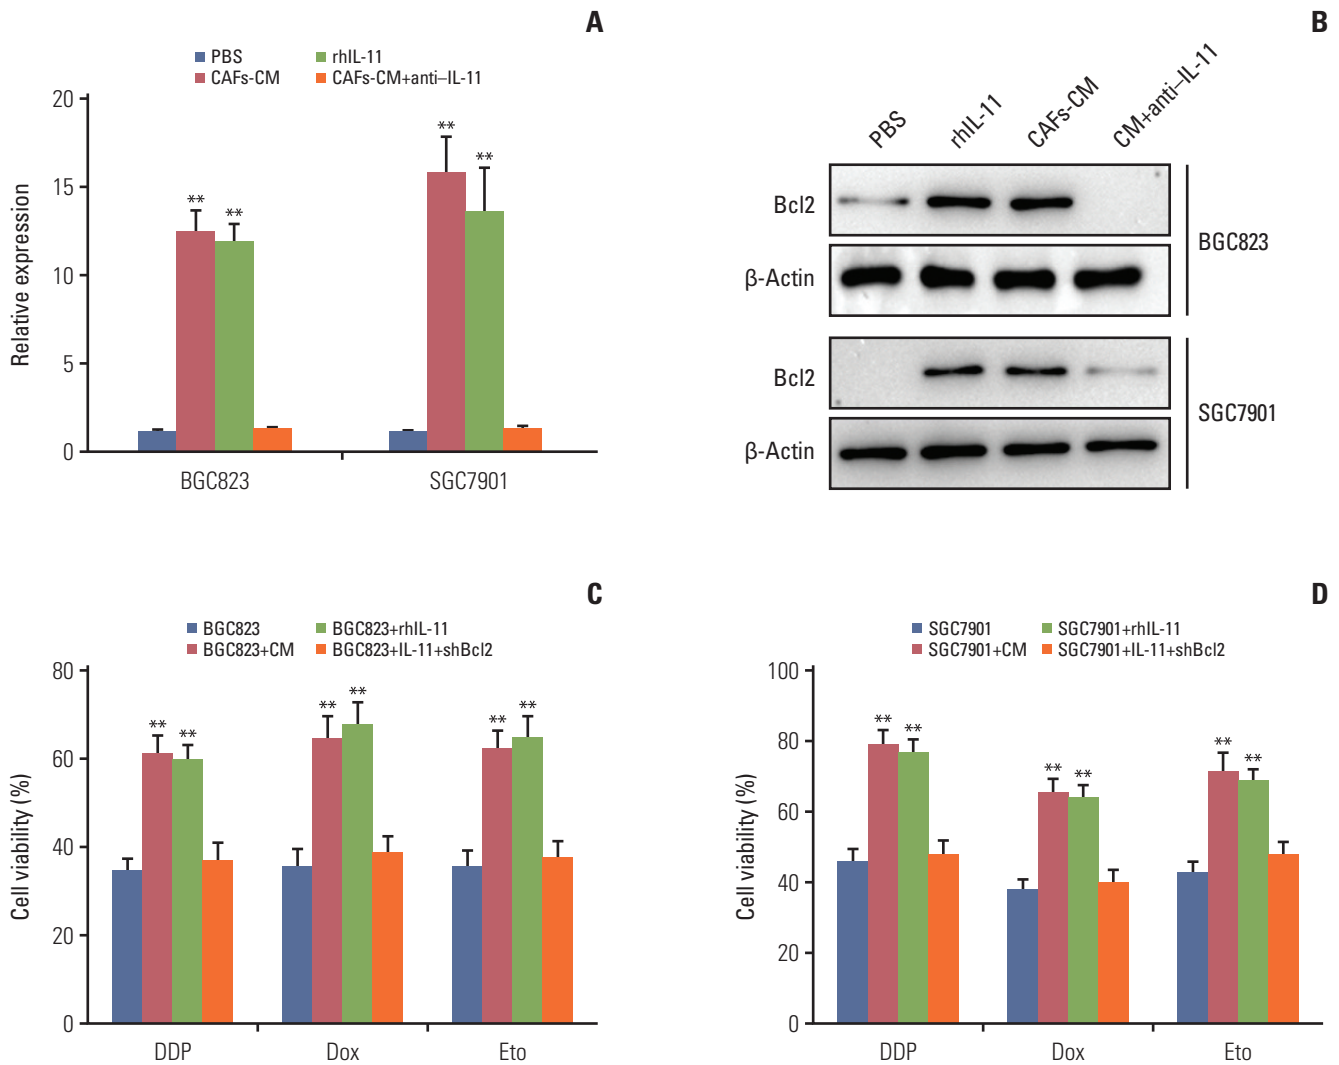 A
PBS
rhIL-11
CAFs-CM
CAFs-CM+anti–IL-11
Relative expression
20
15
10
5
0
**
**
**
**
BGC823
SGC7901
B
PBS
rhIL-11
CAFs-CM
CM+anti–IL-11
Bcl2
β-Actin
BGC823
Bcl2
β-Actin
SGC7901
C
BGC823
BGC823+rhIL-11
BGC823+CM
BGC823+IL-11+shBcl2
Cell viability (%)
80
60
40
20
0
**
**
**
**
**
**
DDP
Dox
Eto
D
SGC7901
SGC7901+rhIL-11
SGC7901+CM
SGC7901+IL-11+shBcl2
Cell viability (%)
100
80
60
40
20
0
**
**
**
**
**
**
DDP
Dox
Eto